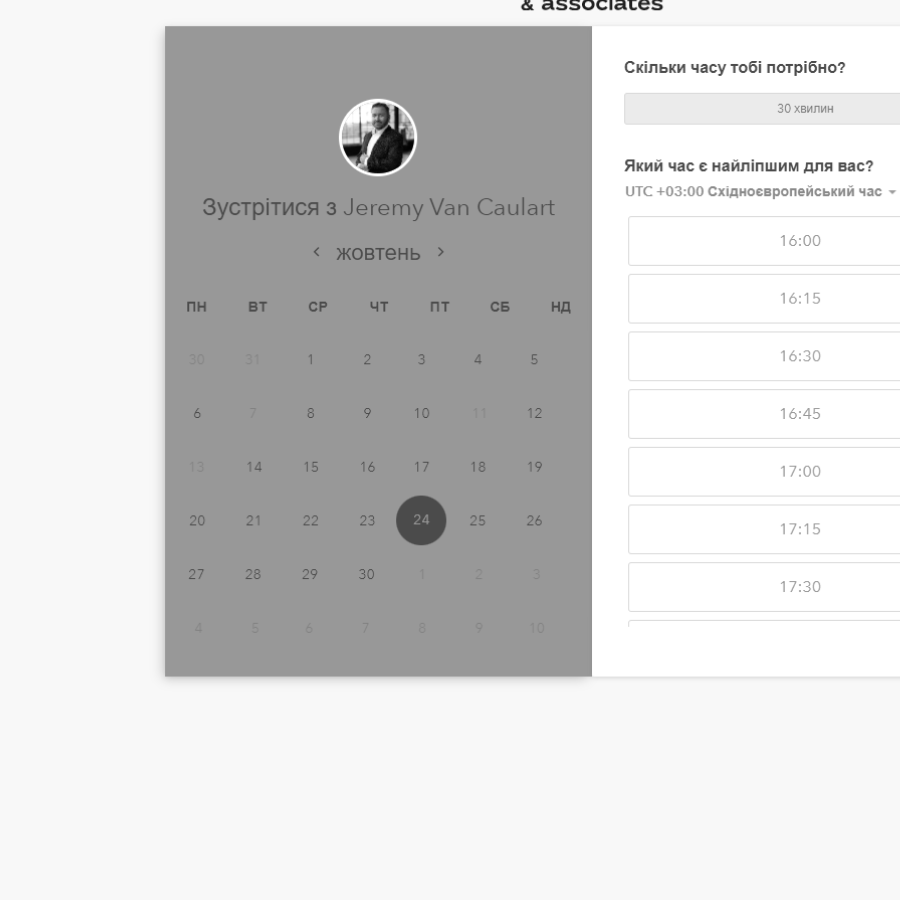 & associates
Зустрітися з Jeremy Van Caulart
жовтень
ПН ВТ СР ЧТ ПТ СБ НД
30 31 1 2 3 4 5
6 7 8 9 10 11 12
13 14 15 16 17 18 19
20 21 22 23 24 25 26
27 28 29 30 1 2 3
4 5 6 7 8 9 10
Скільки часу тобі потрібно?
30 хвилин
Який час є найліпшим для вас?
UTC +03:00 Східноєвропейський час
16:00
16:15
16:30
16:45
17:00
17:15
17:30